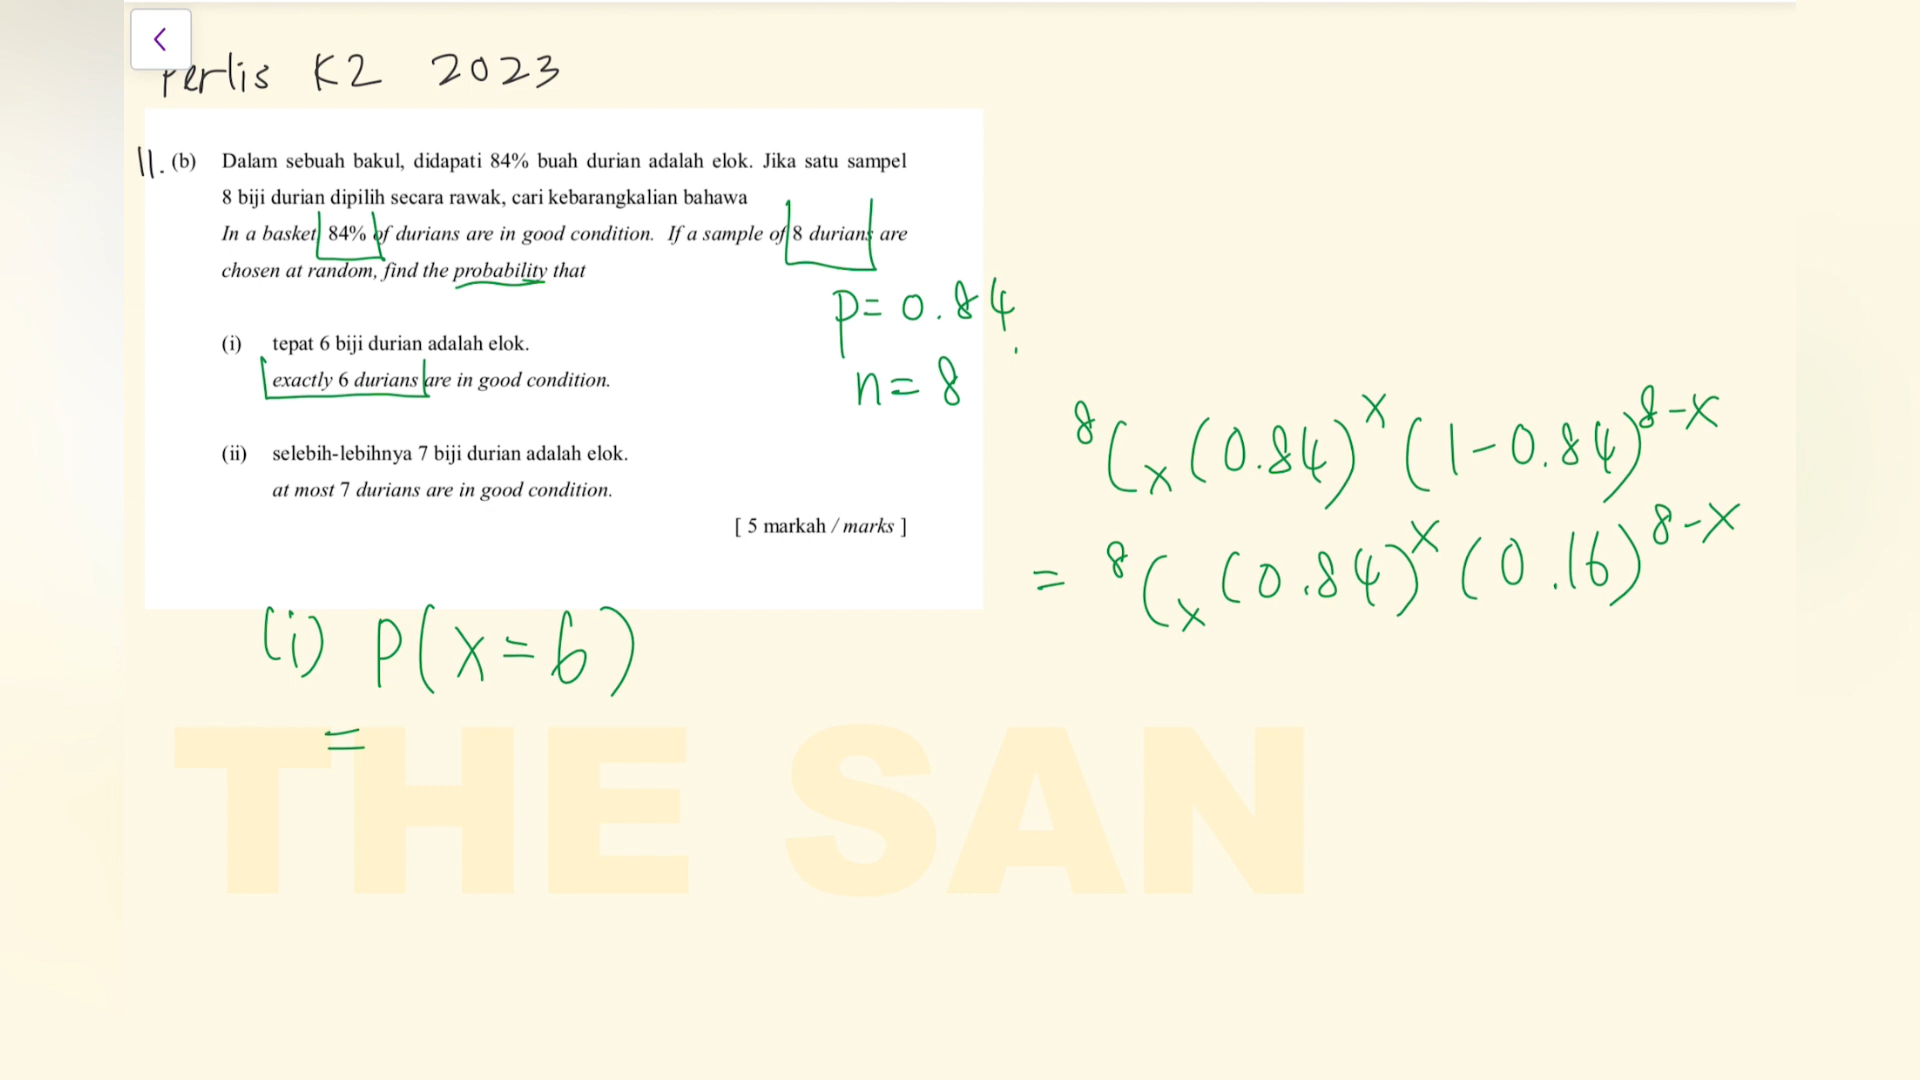 Perlis K2 2023
11. (b) Dalam sebuah bakul, didapati 84% buah durian adalah elok. Jika satu sampel
8 biji durian dipilih secara rawak, cari kebarangkalian bahawa
In a basket 84% of durians are in good condition. If a sample of 8 durians are
chosen at random, find the probability that
p= 0.84
(i) tepat 6 biji durian adalah elok.
exactly 6 durians are in good condition.
n= 8
(ii) selebih-lebihnya 7 biji durian adalah elok.
at most 7 durians are in good condition.
[ 5 markah / marks ]
⁸Cₓ (0.84)ˣ (1-0.84)⁸⁻ˣ
= ⁸Cₓ (0.84)ˣ (0.16)⁸⁻ˣ
(i) P(x=6)
=
THE SAN